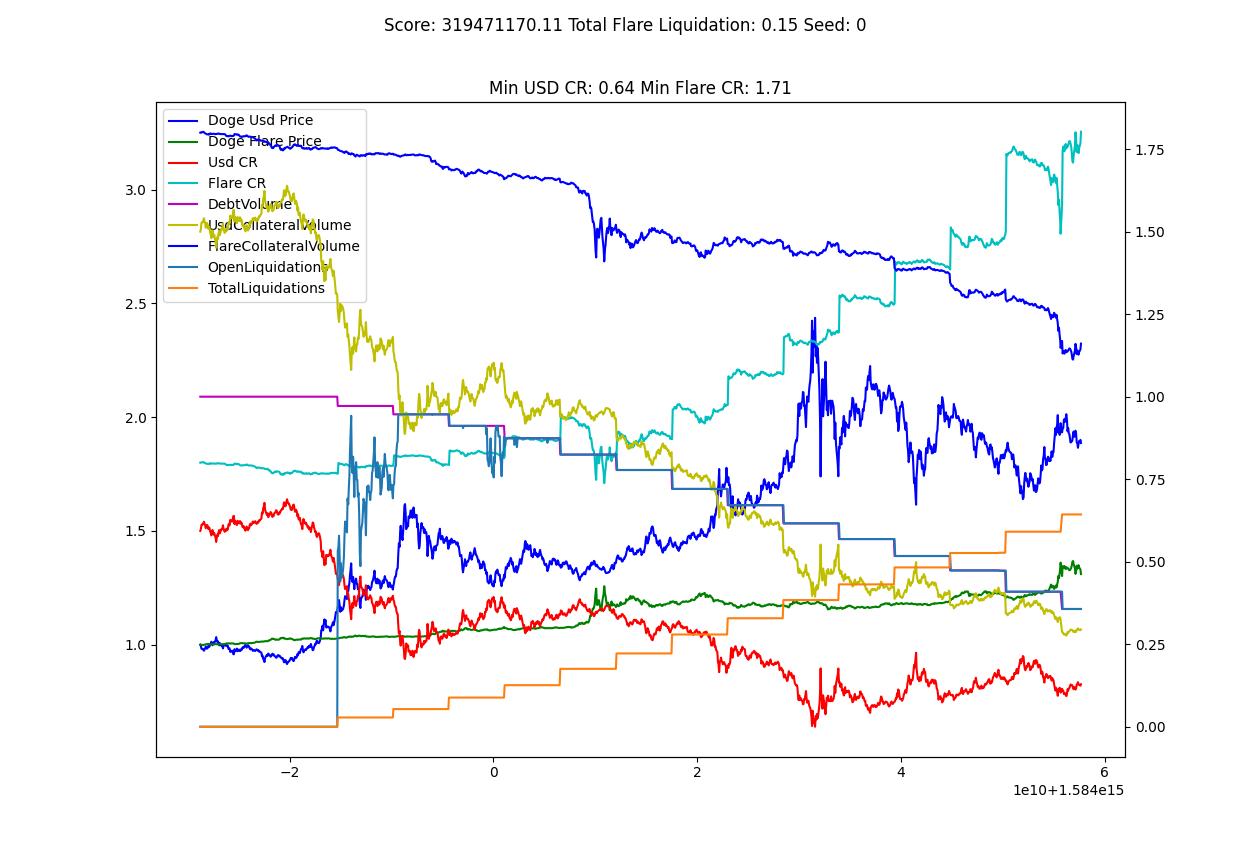 Score: 319471170.11 Total Flare Liquidation: 0.15 Seed: 0
Min USD CR: 0.64 Min Flare CR: 1.71
Doge Usd Price
Doge Flare Price
Usd CR
Flare CR
DebtVolume
UsdCollateralVolume
FlareCollateralVolume
OpenLiquidations
TotalLiquidations
3.0
2.5
2.0
1.5
1.0
1.75
1.50
1.25
1.00
0.75
0.50
0.25
0.00
−2 0 2 4 6
1e10+1.584e15